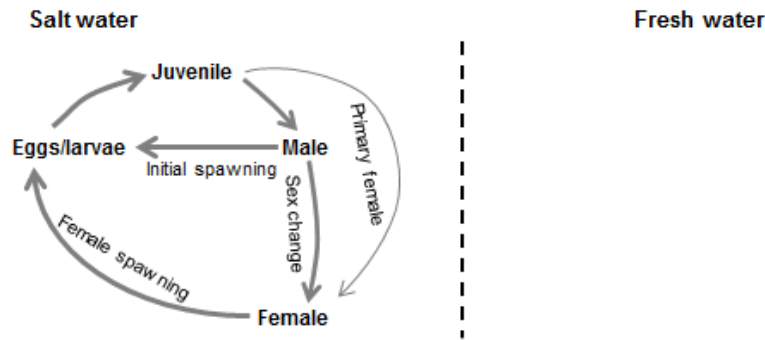 Salt water
Fresh water
Juvenile
Eggs/larvae
Male
Initial spawning
Primary female
Sex change
Female spawning
Female